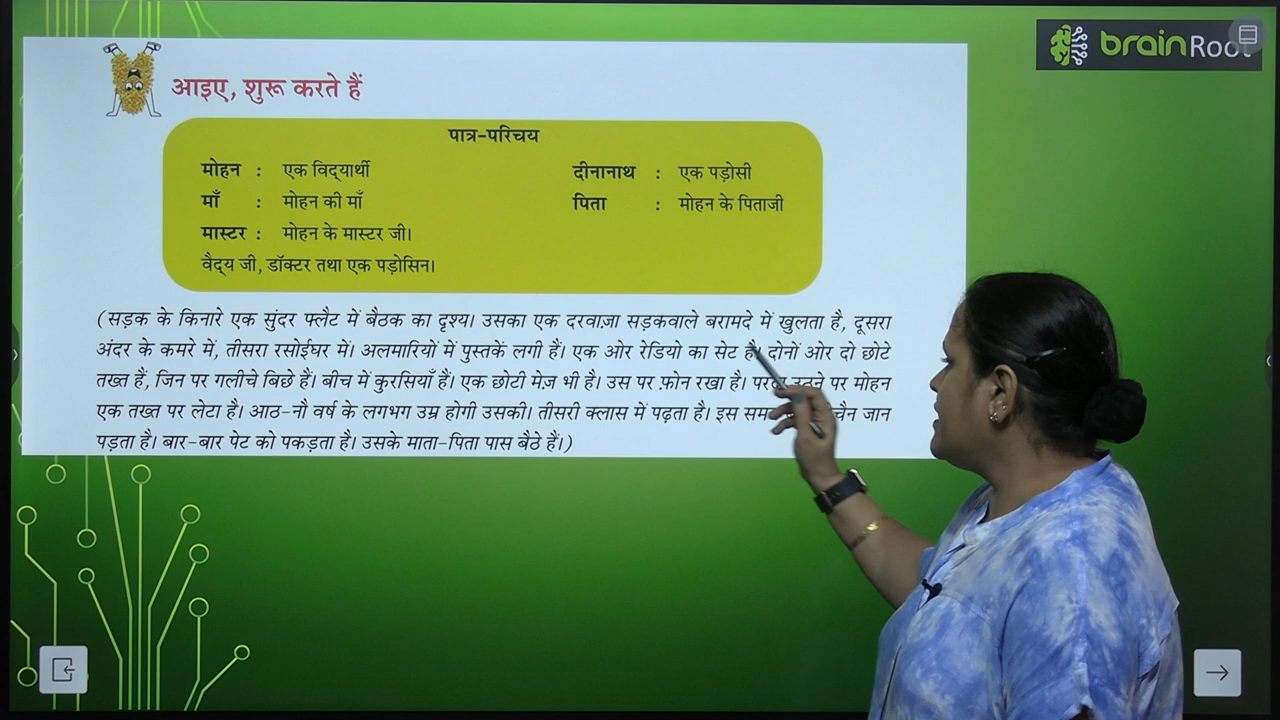 brainRoot
आइए, शुरू करते हैं
पात्र-परिचय
मोहन : एक विद्‌यार्थी
दीनानाथ : एक पड़ोसी
माँ : मोहन की माँ
पिता : मोहन के पिताजी
मास्टर : मोहन के मास्टर जी।
वैद्‌य जी, डॉक्टर तथा एक पड़ोसिन।
(सड़क के किनारे एक सुंदर फ्लैट में बैठक का दृश्य। उसका एक दरवाज़ा सड़कवाले बरामदे में खुलता है, दूसरा
अंदर के कमरे में, तीसरा रसोईघर में। अलमारियों में पुस्तकें लगी हैं। एक ओर रेडियो का सेट है। दोनों ओर दो छोटे
तख्त हैं, जिन पर गलीचे बिछे हैं। बीच में कुरसियाँ हैं। एक छोटी मेज़ भी है। उस पर फ़ोन रखा है। पर मोहन
एक तख्त पर लेटा है। आठ-नौ वर्ष के लगभग उम्र होगी उसकी। तीसरी क्लास में पढ़ता है। इस जान
पड़ता है। बार-बार पेट को पकड़ता है। उसके माता-पिता पास बैठे हैं।)